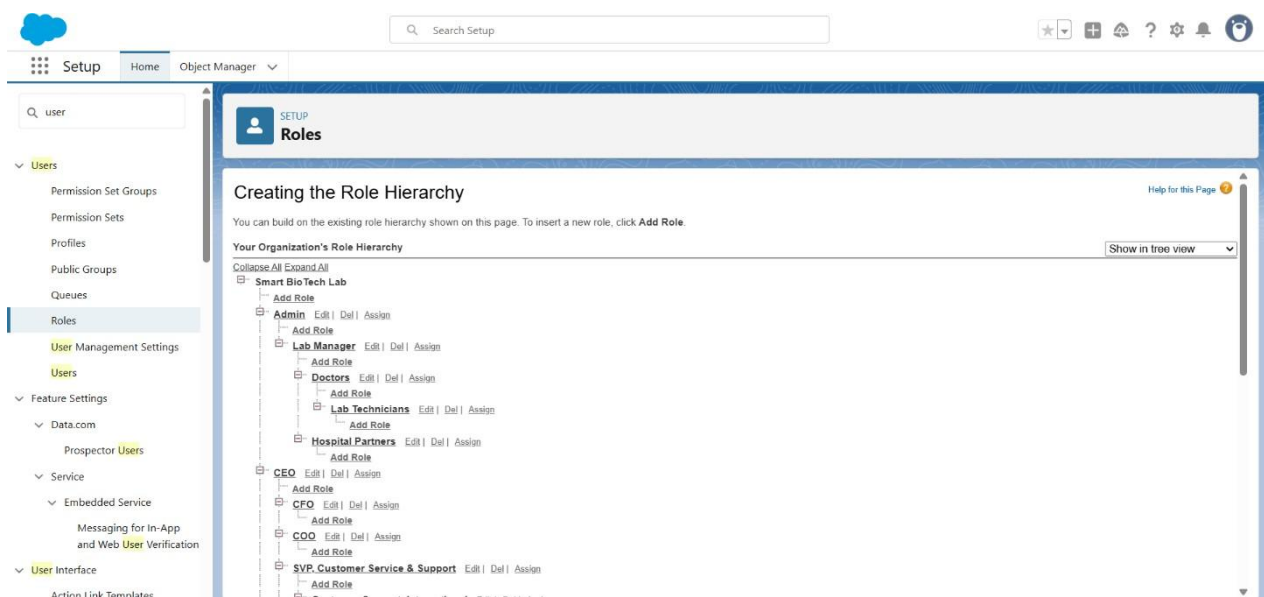 Search Setup
Setup
Home
Object Manager
user
Users
Permission Set Groups
Permission Sets
Profiles
Public Groups
Queues
Roles
User Management Settings
Users
Feature Settings
Data.com
Prospector Users
Service
Embedded Service
Messaging for In-App
and Web User Verification
User Interface
Action Link Templates
SETUP
Roles
Creating the Role Hierarchy
Help for this Page
You can build on the existing role hierarchy shown on this page. To insert a new role, click Add Role.
Your Organization's Role Hierarchy
Show in tree view
Collapse All Expand All
Smart BioTech Lab
Add Role
Admin Edit | Del | Assign
Add Role
Lab Manager Edit | Del | Assign
Add Role
Doctors Edit | Del | Assign
Add Role
Lab Technicians Edit | Del | Assign
Add Role
Hospital Partners Edit | Del | Assign
Add Role
CEO Edit | Del | Assign
Add Role
CFO Edit | Del | Assign
Add Role
COO Edit | Del | Assign
Add Role
SVP, Customer Service & Support Edit | Del | Assign
Add Role